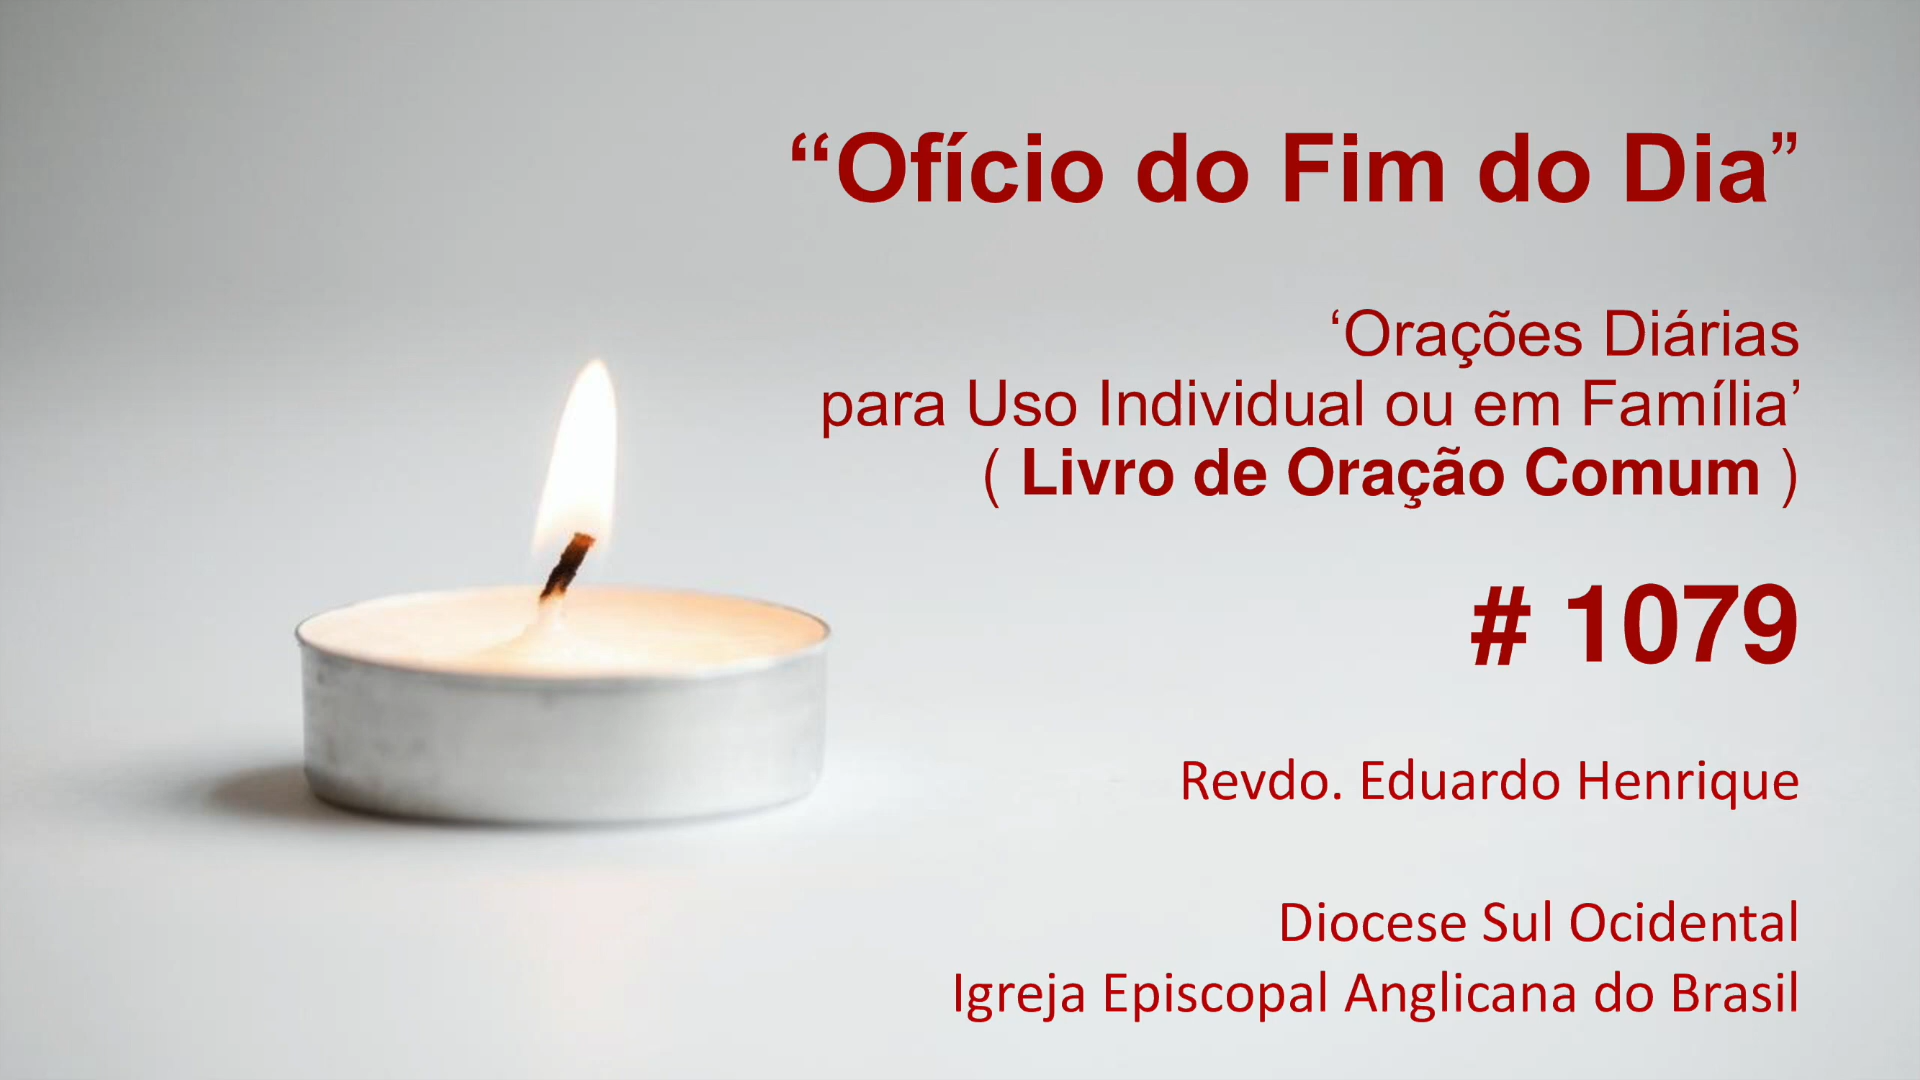 “Ofício do Fim do Dia”
‘Orações Diárias
para Uso Individual ou em Família’
( Livro de Oração Comum )
# 1079
Revdo. Eduardo Henrique
Diocese Sul Ocidental
Igreja Episcopal Anglicana do Brasil